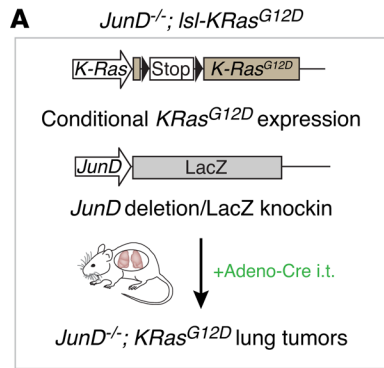 A
JunD-/-; lsl-KRasG12D
K-Ras Stop K-RasG12D
Conditional KRasG12D expression
JunD LacZ
JunD deletion/LacZ knockin
+Adeno-Cre i.t.
JunD-/-; KRasG12D lung tumors